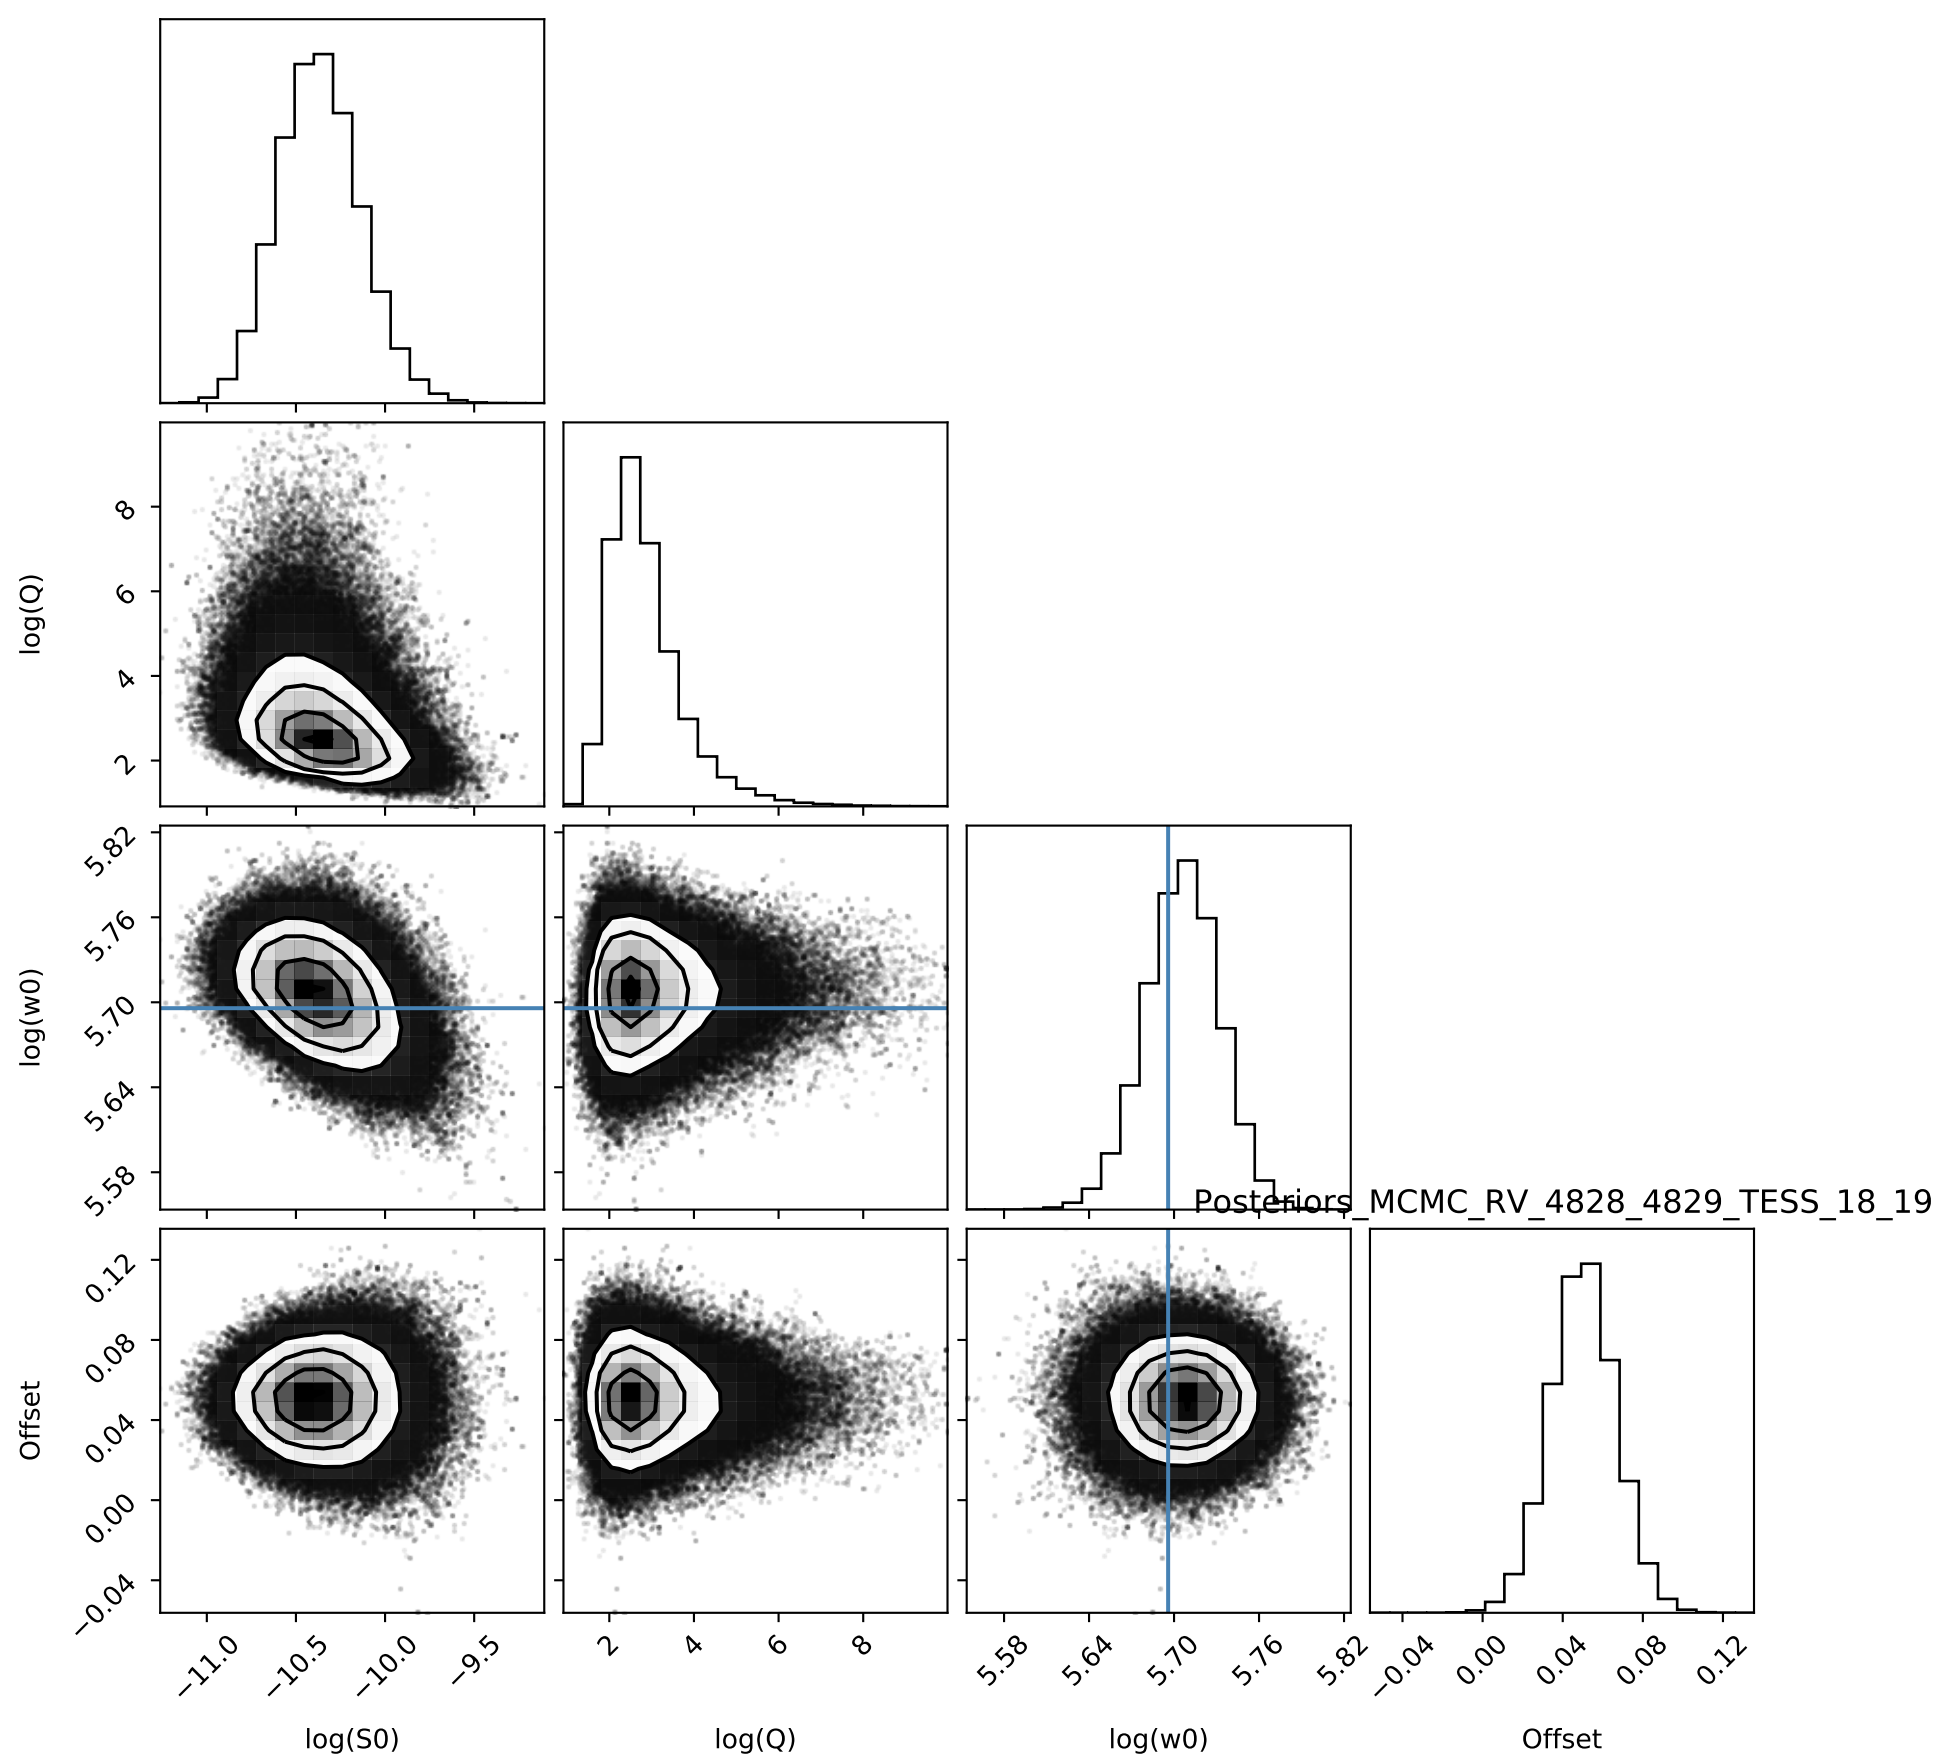 log(Q)
8
6
4
2
log(w0)
5.82
5.76
5.70
5.64
5.58
Posteriors_MCMC_RV_4828_4829_TESS_18_19
Offset
0.12
0.08
0.04
0.00
−0.04
−11.0 −10.5 −10.0 −9.5
2 4 6 8
5.58 5.64 5.70 5.76 5.82
−0.04 0.00 0.04 0.08 0.12
log(S0)
log(Q)
log(w0)
Offset